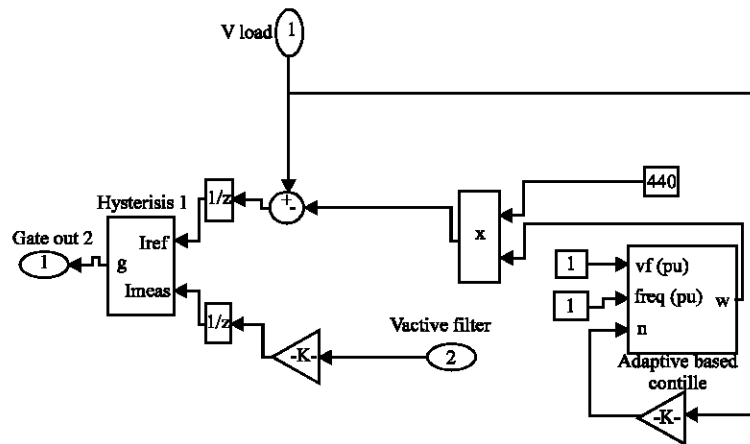 V load
1
440
1/z
+
-
Hysterisis 1
x
Gate out 2
Iref
1
g
1
vf (pu)
Imeas
1
freq (pu)
w
1/z
Vactive filter
n
-K-
2
Adaptive based
contille
-K-